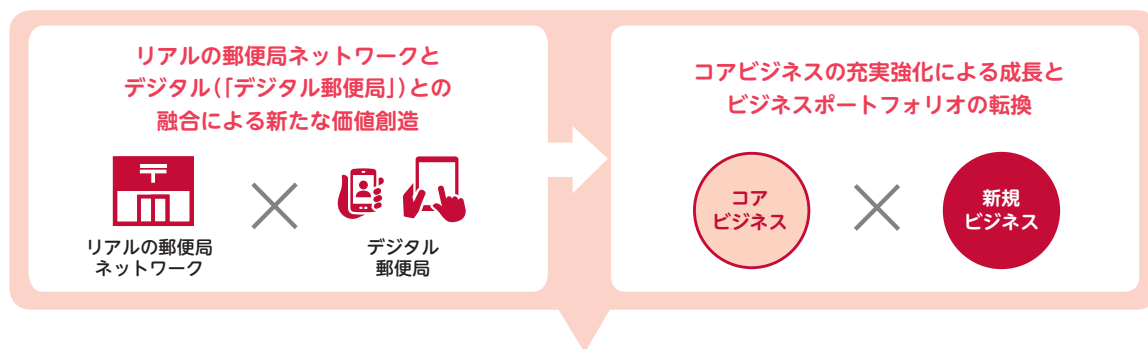 リアルの郵便局ネットワークと
デジタル(「デジタル郵便局」)との
融合による新たな価値創造
リアルの郵便局
ネットワーク
デジタル
郵便局
コアビジネスの充実強化による成長と
ビジネスポートフォリオの転換
コア
ビジネス
新規
ビジネス